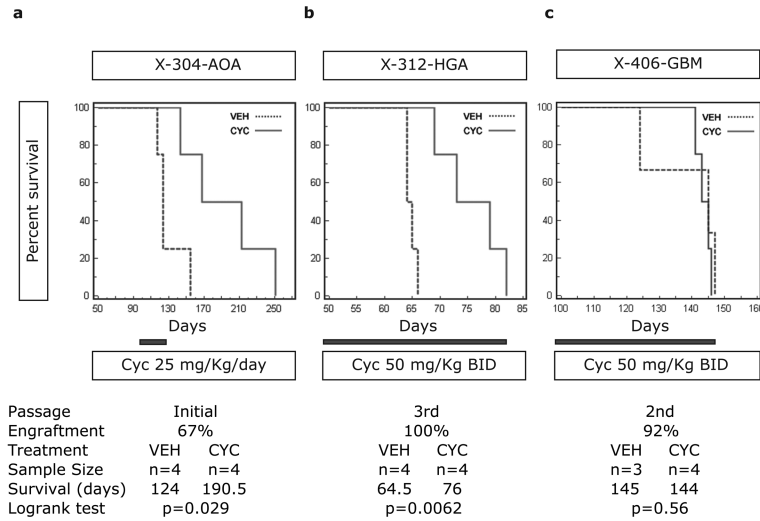 a b c
X-304-AOA X-312-HGA X-406-GBM
Percent survival
VEH
CYC
100
80
60
40
20
0
50 90 130 170 210 250
Days
VEH
CYC
100
80
60
40
20
0
50 55 60 65 70 75 80 85
Days
VEH
CYC
100
80
60
40
20
0
100 110 120 130 140 150 160
Days
Cyc 25 mg/Kg/day Cyc 50 mg/Kg BID Cyc 50 mg/Kg BID
Passage Initial 3rd 2nd
Engraftment 67% 100% 92%
Treatment VEH CYC VEH CYC VEH CYC
Sample Size n=4 n=4 n=4 n=4 n=3 n=4
Survival (days) 124 190.5 64.5 76 145 144
Logrank test p=0.029 p=0.0062 p=0.56